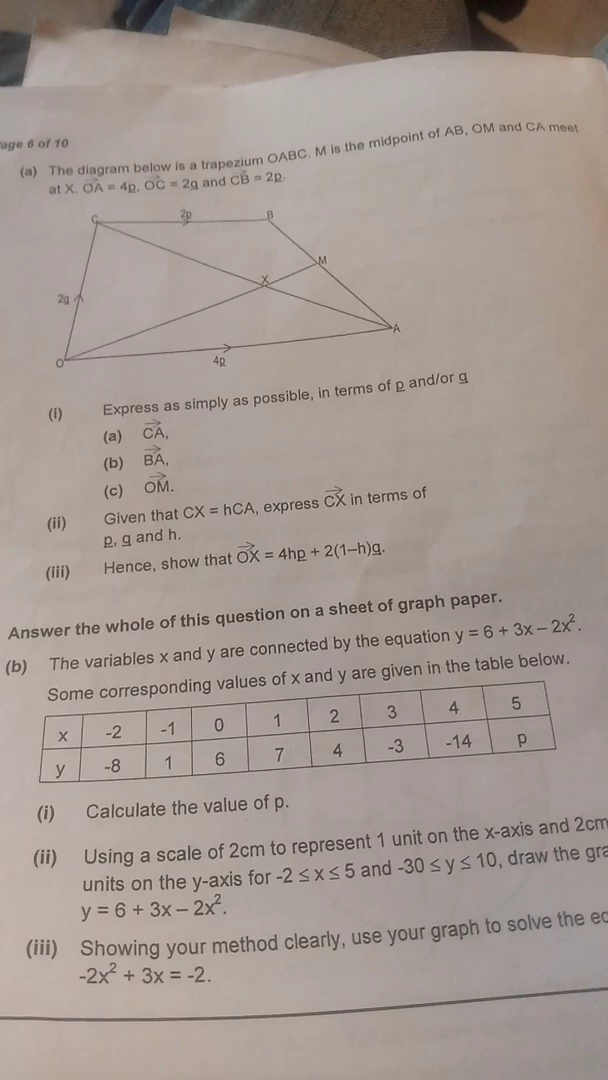 age 6 of 10
(a) The diagram below is a trapezium OABC. M is the midpoint of AB, OM and CA meet
at X. OA = 4p, OC = 2q and CB = 2p.
C 2p B
M
X
2q
A
O 4p
(i) Express as simply as possible, in terms of p and/or q
(a) CA,
(b) BA,
(c) OM.
(ii) Given that CX = hCA, express CX in terms of
p, q and h.
(iii) Hence, show that OX = 4hp + 2(1–h)q.
Answer the whole of this question on a sheet of graph paper.
(b) The variables x and y are connected by the equation y = 6 + 3x – 2x².
Some corresponding values of x and y are given in the table below.
x -2 -1 0 1 2 3 4 5
y -8 1 6 7 4 -3 -14 p
(i) Calculate the value of p.
(ii) Using a scale of 2cm to represent 1 unit on the x-axis and 2cm
units on the y-axis for -2 ≤ x ≤ 5 and -30 ≤ y ≤ 10, draw the gra
y = 6 + 3x – 2x².
(iii) Showing your method clearly, use your graph to solve the eq
-2x² + 3x = -2.